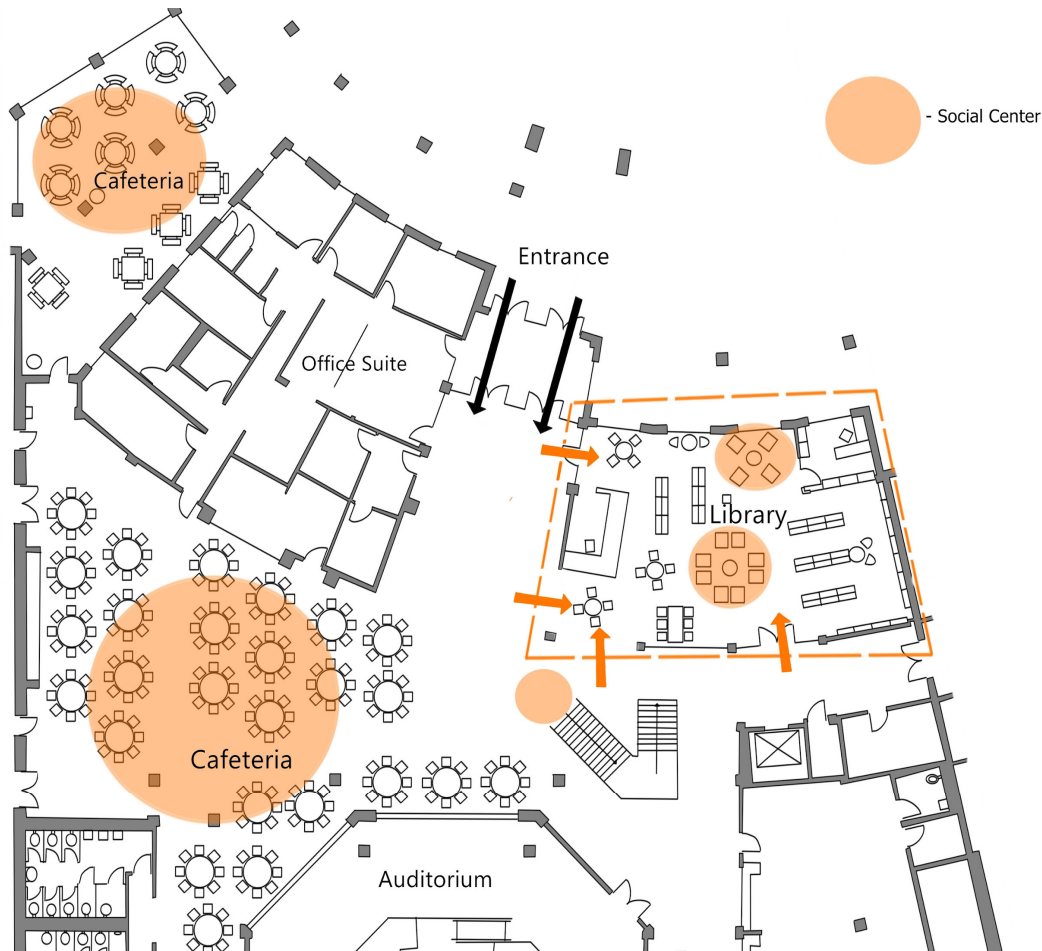 - Social Center
Cafeteria
Entrance
Office Suite
Library
Cafeteria
Auditorium